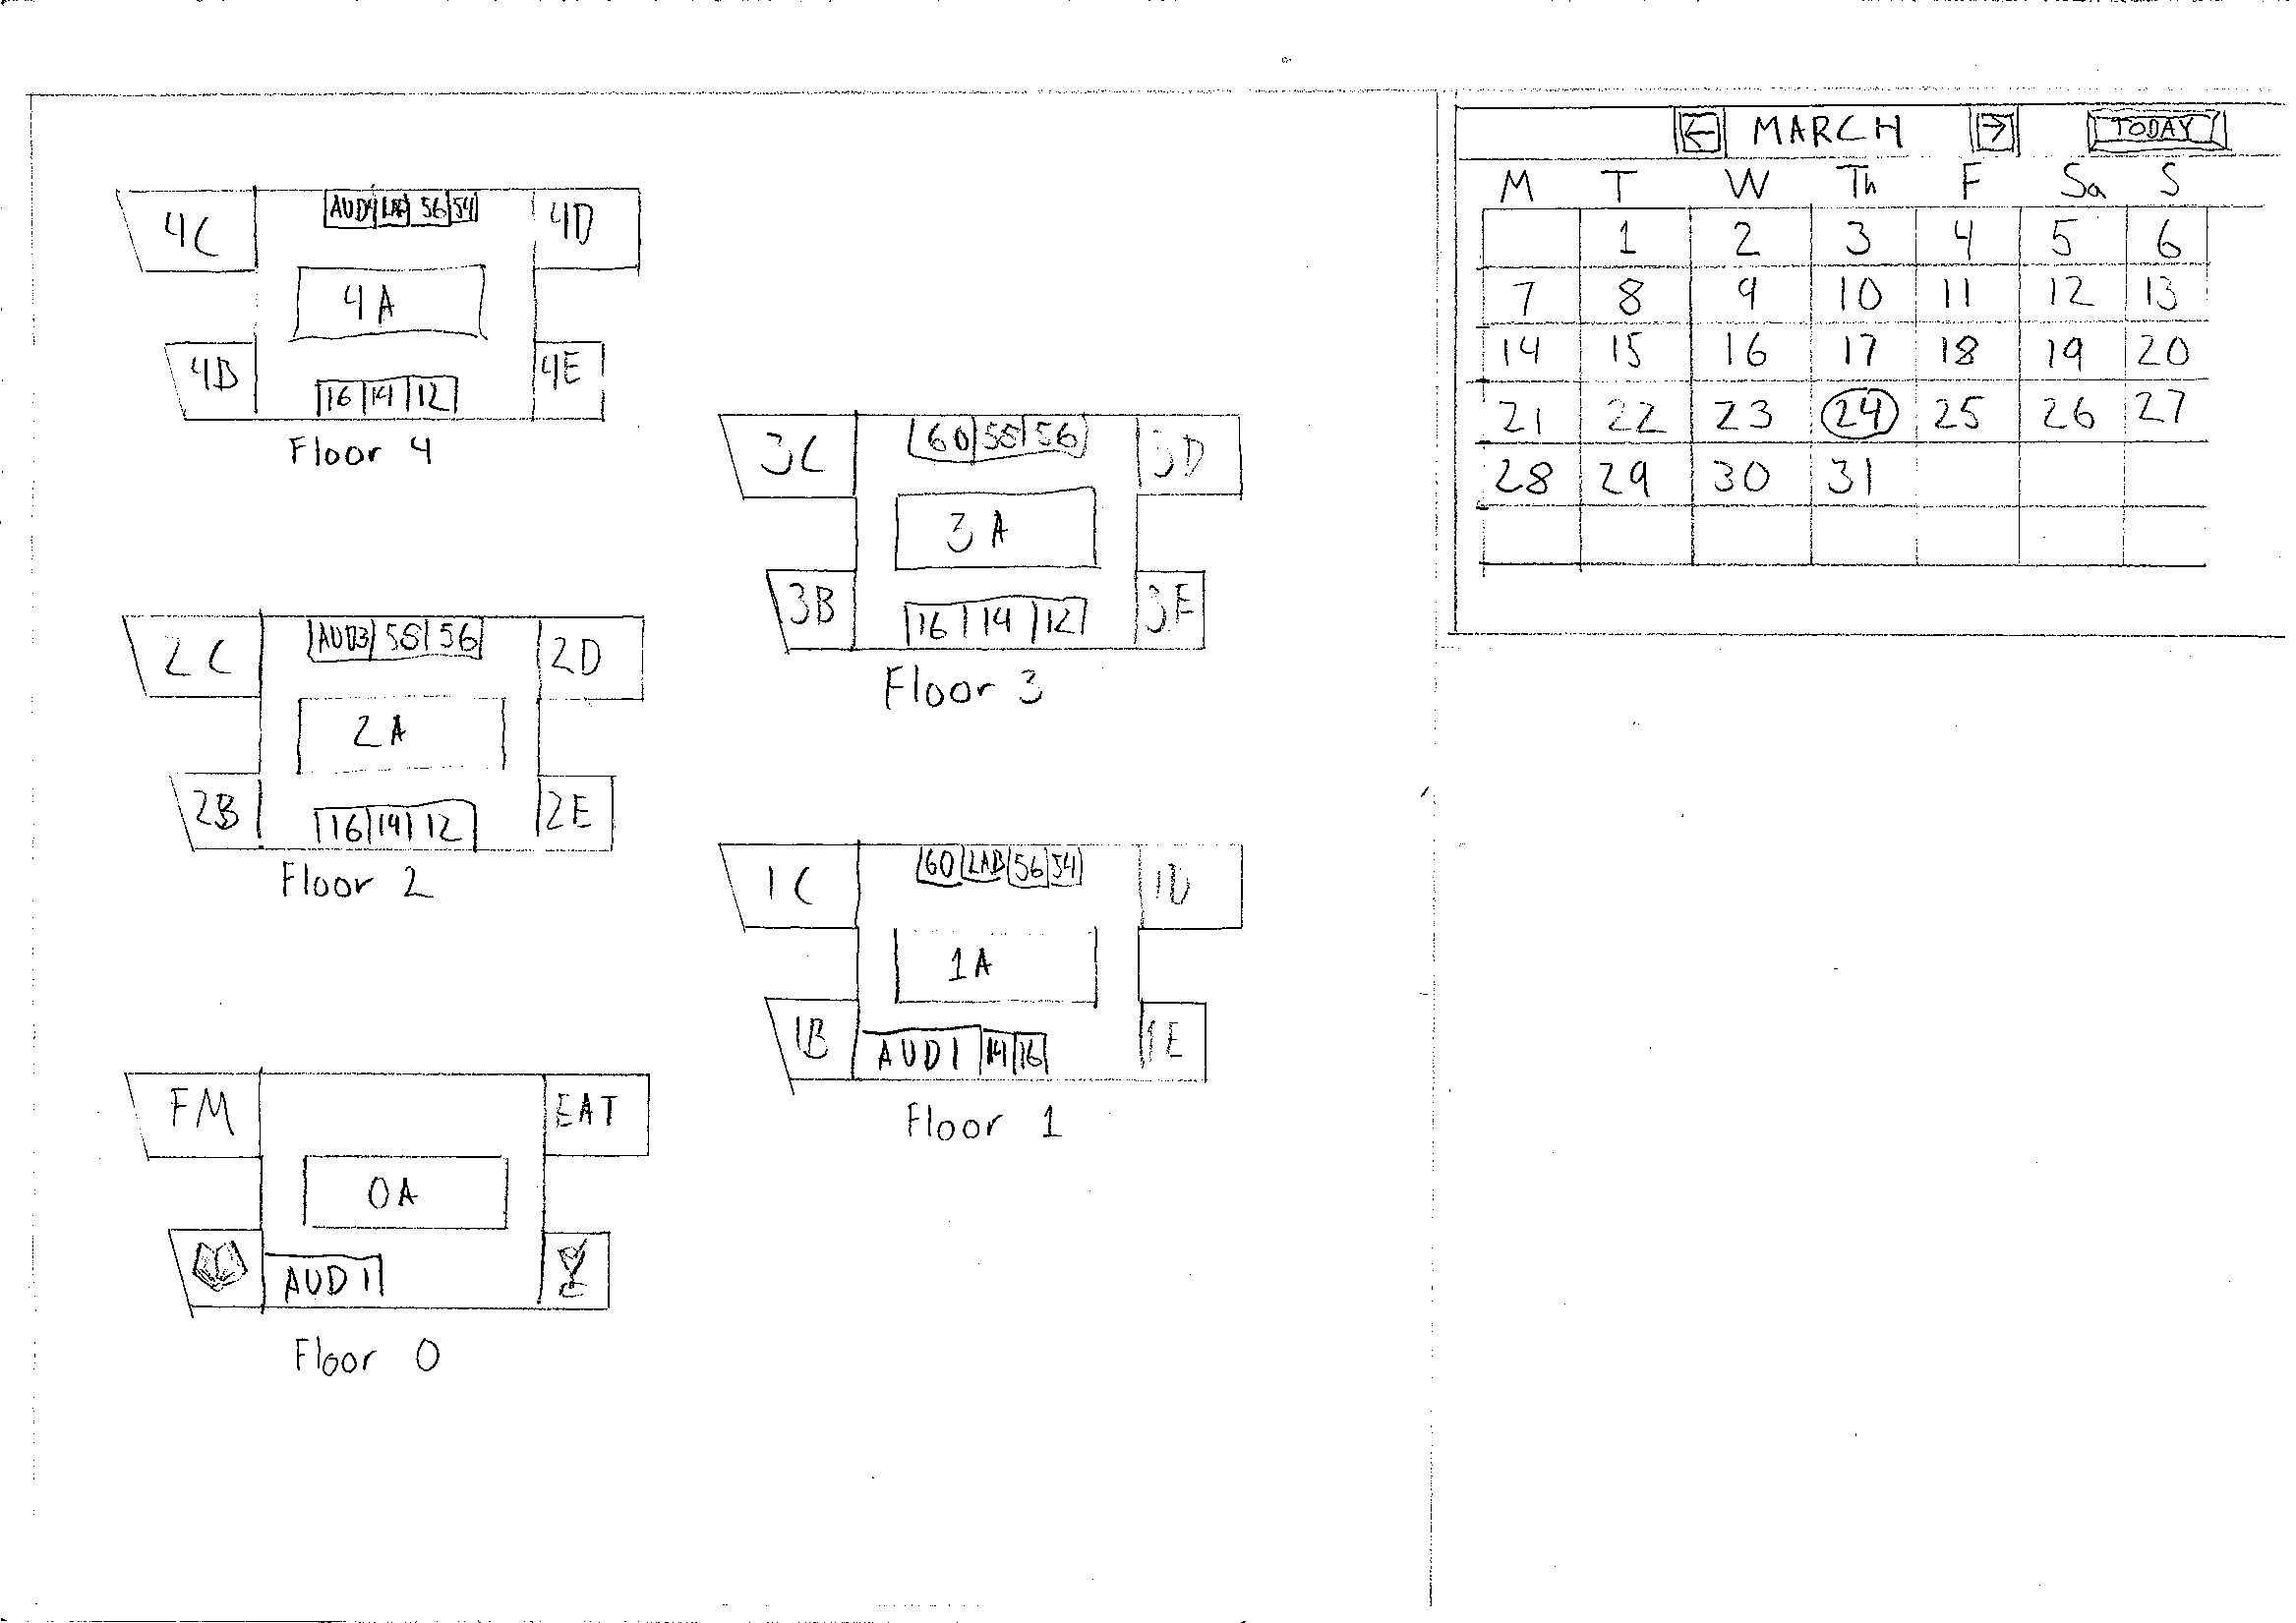 4C AUD4 LAB 56 54 4D
4A
4B 16 14 12 4E
Floor 4
3C 60 58 56 3D
3A
3B 16 14 12 3E
Floor 3
2C AUD3 58 56 2D
2A
2B 16 14 12 2E
Floor 2
1C 60 LAB 56 54 1D
1A
1B AUD1 14 16 1E
Floor 1
FM EAT
0A
AUD1
Floor 0
← MARCH → TODAY
M T W Th F Sa S
1 2 3 4 5 6
7 8 9 10 11 12 13
14 15 16 17 18 19 20
21 22 23 24 25 26 27
28 29 30 31